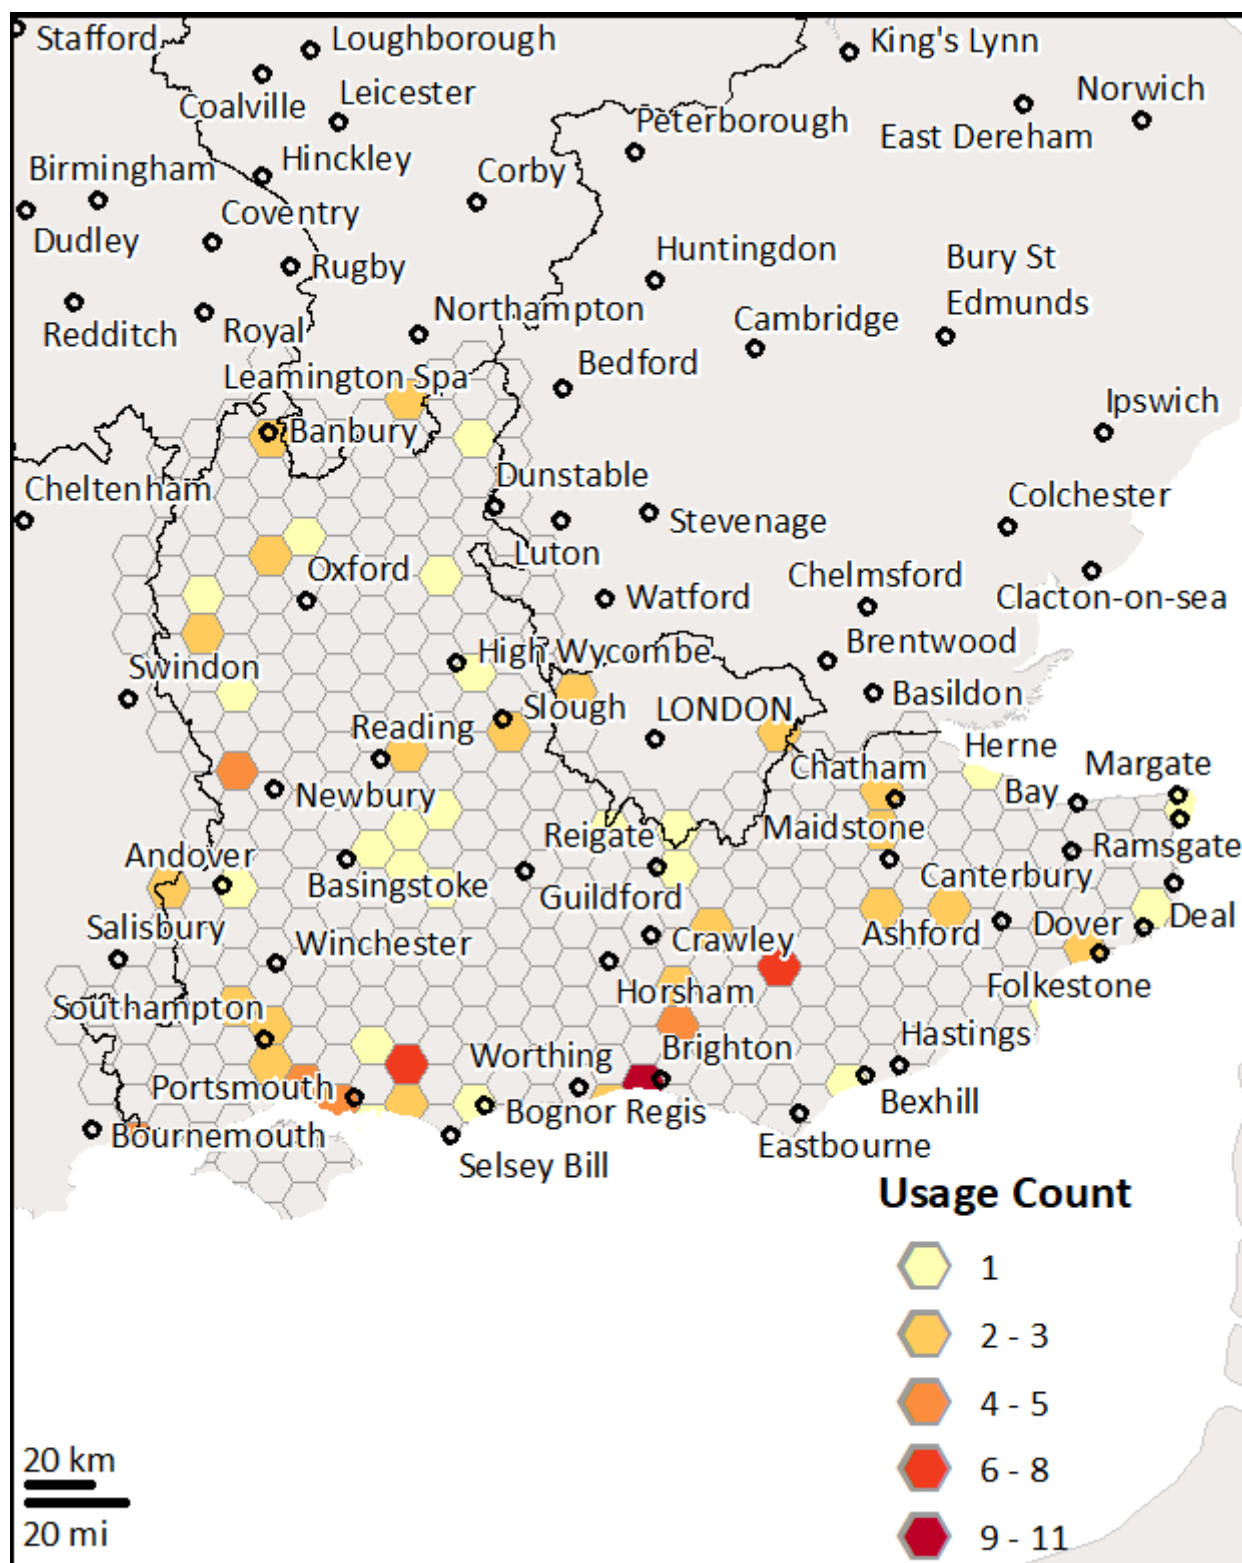 Stafford
Loughborough
King's Lynn
Coalville
Leicester
Norwich
Peterborough
East Dereham
Birmingham
Hinckley
Corby
Dudley
Coventry
Rugby
Huntingdon
Bury St
Edmunds
Redditch
Royal
Leamington Spa
Northampton
Cambridge
Bedford
Ipswich
Banbury
Cheltenham
Dunstable
Colchester
Luton
Stevenage
Oxford
Chelmsford
Clacton-on-sea
Watford
Brentwood
Swindon
High Wycombe
Basildon
Slough
LONDON
Reading
Herne
Bay
Margate
Chatham
Newbury
Reigate
Maidstone
Ramsgate
Andover
Basingstoke
Guildford
Canterbury
Salisbury
Winchester
Crawley
Ashford
Dover
Deal
Southampton
Horsham
Folkestone
Hastings
Worthing
Brighton
Portsmouth
Bognor Regis
Bexhill
Bournemouth
Eastbourne
Selsey Bill
Usage Count
1
2 - 3
4 - 5
6 - 8
9 - 11
20 km
20 mi